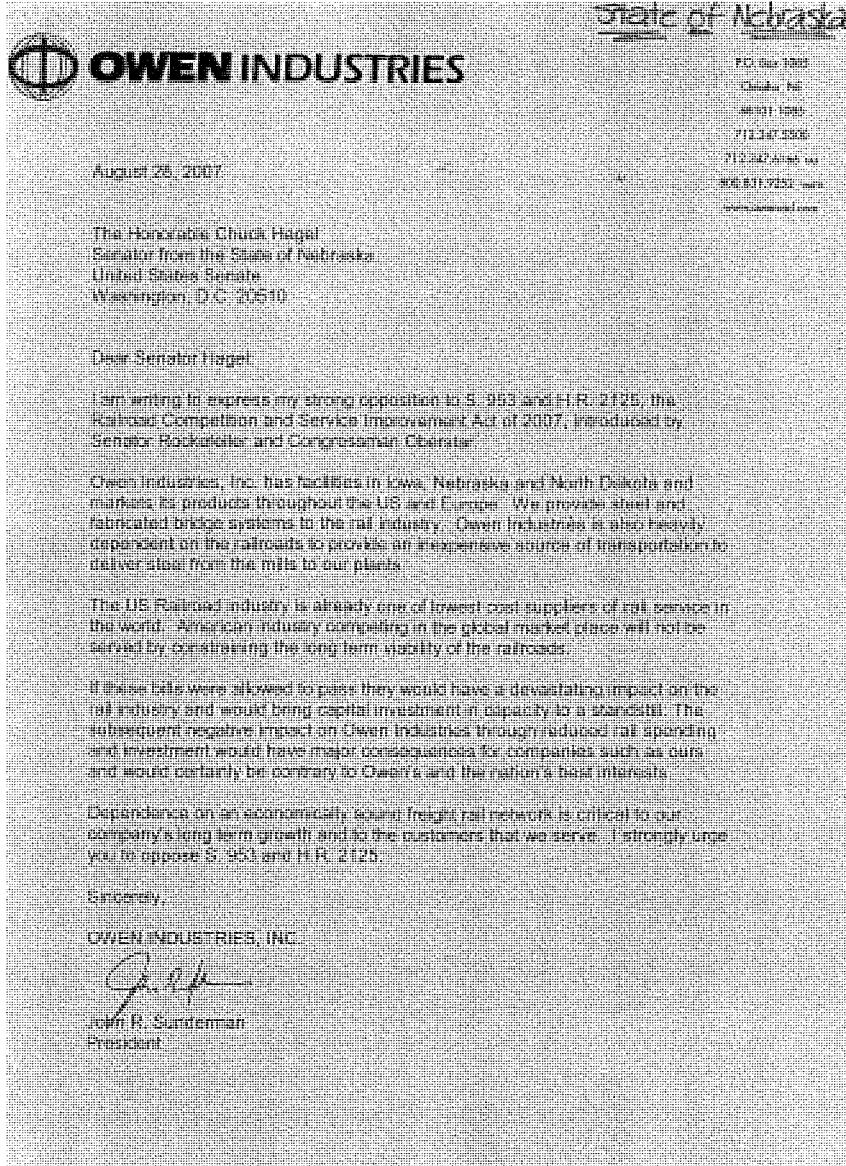 State of Nebraska
OWEN INDUSTRIES
P.O. Box 1085
Omaha, NE
68101-1085
712.347.5500
August 28, 2007
The Honorable Chuck Hagel
Senator from the State of Nebraska
United States Senate
Washington, D.C. 20510
Dear Senator Hagel:
I am writing to express my strong opposition to S. 953 and H.R. 2125, the
Railroad Competition and Service Improvement Act of 2007, introduced by
Senator Rockefeller and Congressman Oberstar.
Owen Industries, Inc. has facilities in Iowa, Nebraska and North Dakota and
markets its products throughout the US and Europe. We provide steel and
fabricated bridge systems to the rail industry. Owen Industries is also heavily
dependent on the railroads to provide an inexpensive source of transportation to
deliver steel from the mills to our plants.
The US Railroad industry is already one of lowest cost suppliers of rail service in
the world. American industry competing in the global market place will not be
served by constraining the long term viability of the railroads.
If these bills were allowed to pass they would have a devastating impact on the
rail industry and would bring capital investment in capacity to a standstill. The
subsequent negative impact on Owen Industries through reduced rail spending
and investment would have major consequences for companies such as ours
and would certainly be contrary to Owen's and the nation's best interests.
Dependence on an economically sound freight rail network is critical to our
company's long term growth and to the customers that we serve. I strongly urge
you to oppose S. 953 and H.R. 2125.
Sincerely,
OWEN INDUSTRIES, INC.
John R. Sunderman
President